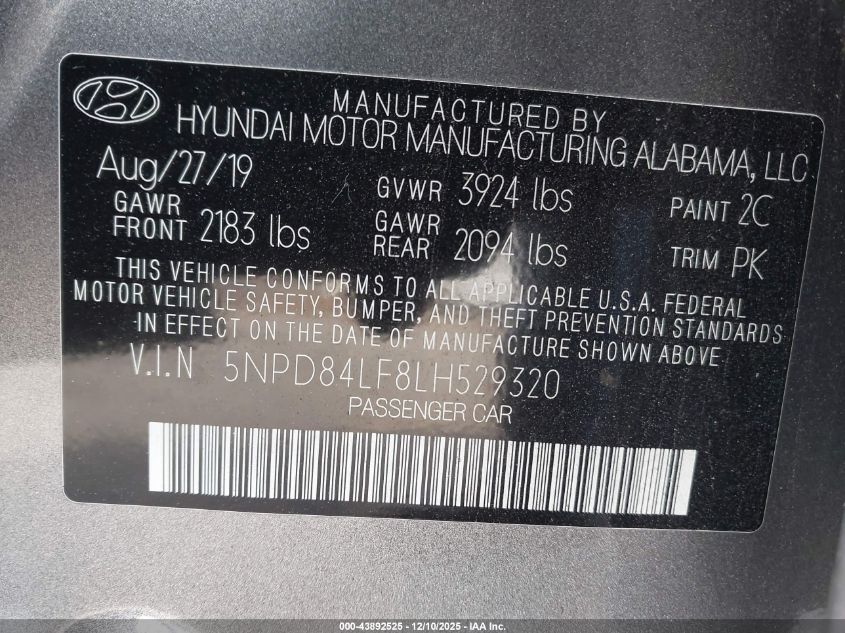 MANUFACTURED BY
HYUNDAI MOTOR MANUFACTURING ALABAMA, LLC
Aug/27/19 GVWR 3924 lbs PAINT 2C
GAWR FRONT 2183 lbs GAWR REAR 2094 lbs TRIM PK
THIS VEHICLE CONFORMS TO ALL APPLICABLE U.S.A. FEDERAL
MOTOR VEHICLE SAFETY, BUMPER, AND THEFT PREVENTION STANDARDS
IN EFFECT ON THE DATE OF MANUFACTURE SHOWN ABOVE
V.I.N 5NPD84LF8LH529320
PASSENGER CAR
000-43892525 - 12/10/2025 - IAA Inc.